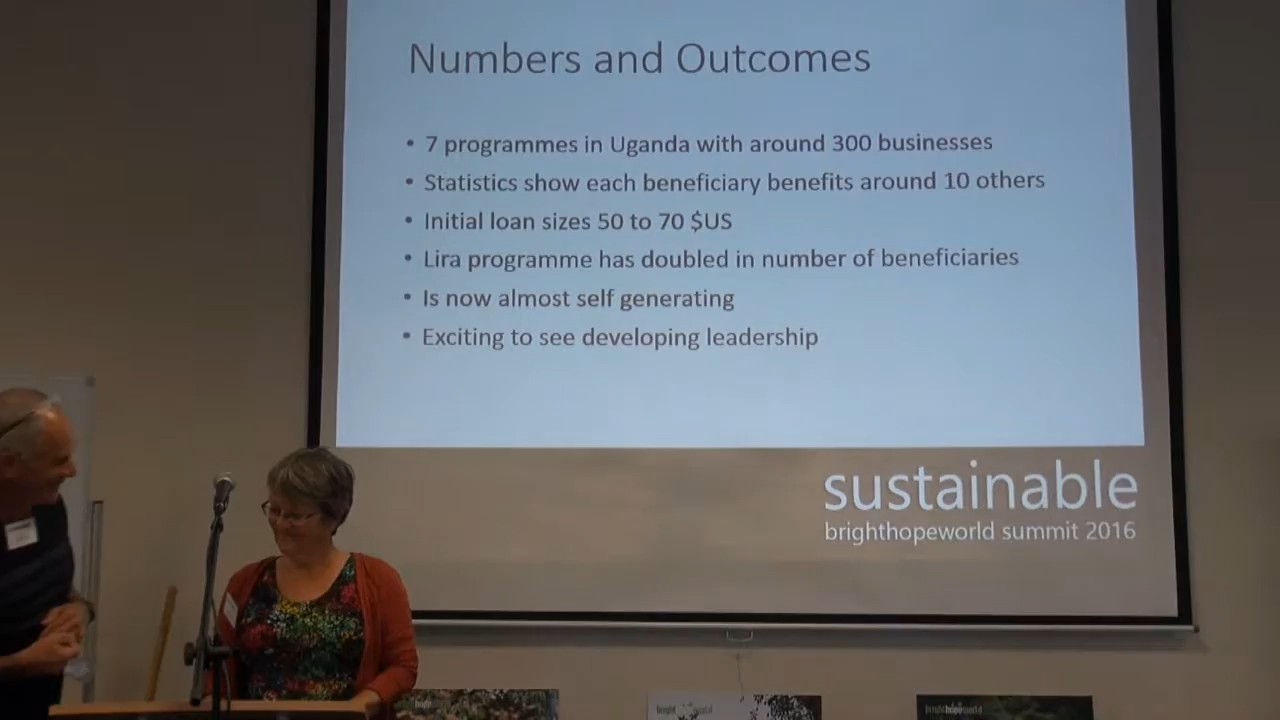 Numbers and Outcomes
• 7 programmes in Uganda with around 300 businesses
• Statistics show each beneficiary benefits around 10 others
• Initial loan sizes 50 to 70 $US
• Lira programme has doubled in number of beneficiaries
• Is now almost self generating
• Exciting to see developing leadership
sustainable
brighthopeworld summit 2016
brighthopeworld